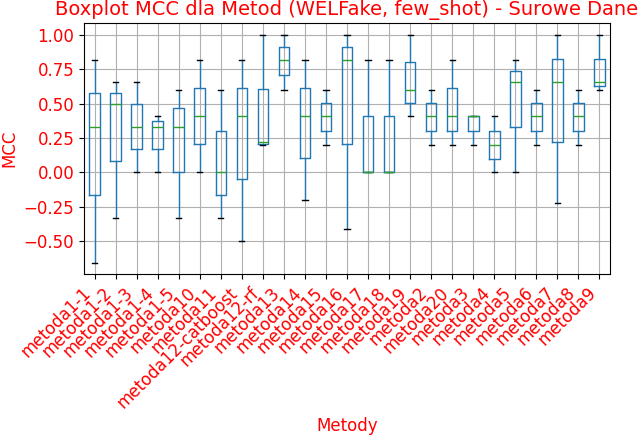 Boxplot MCC dla Metod (WELFake, few_shot) - Surowe Dane
MCC
1.00
0.75
0.50
0.25
0.00
−0.25
−0.50
metoda1-1
metoda1-2
metoda1-3
metoda1-4
metoda1-5
metoda10
metoda11
metoda12-catboost
metoda12-rf
metoda13
metoda14
metoda15
metoda16
metoda17
metoda18
metoda19
metoda2
metoda20
metoda3
metoda4
metoda5
metoda6
metoda7
metoda8
metoda9
Metody